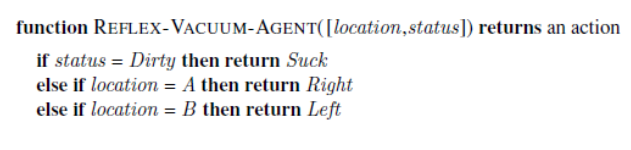 function REFLEX-VACUUM-AGENT([location,status]) returns an action
if status = Dirty then return Suck
else if location = A then return Right
else if location = B then return Left